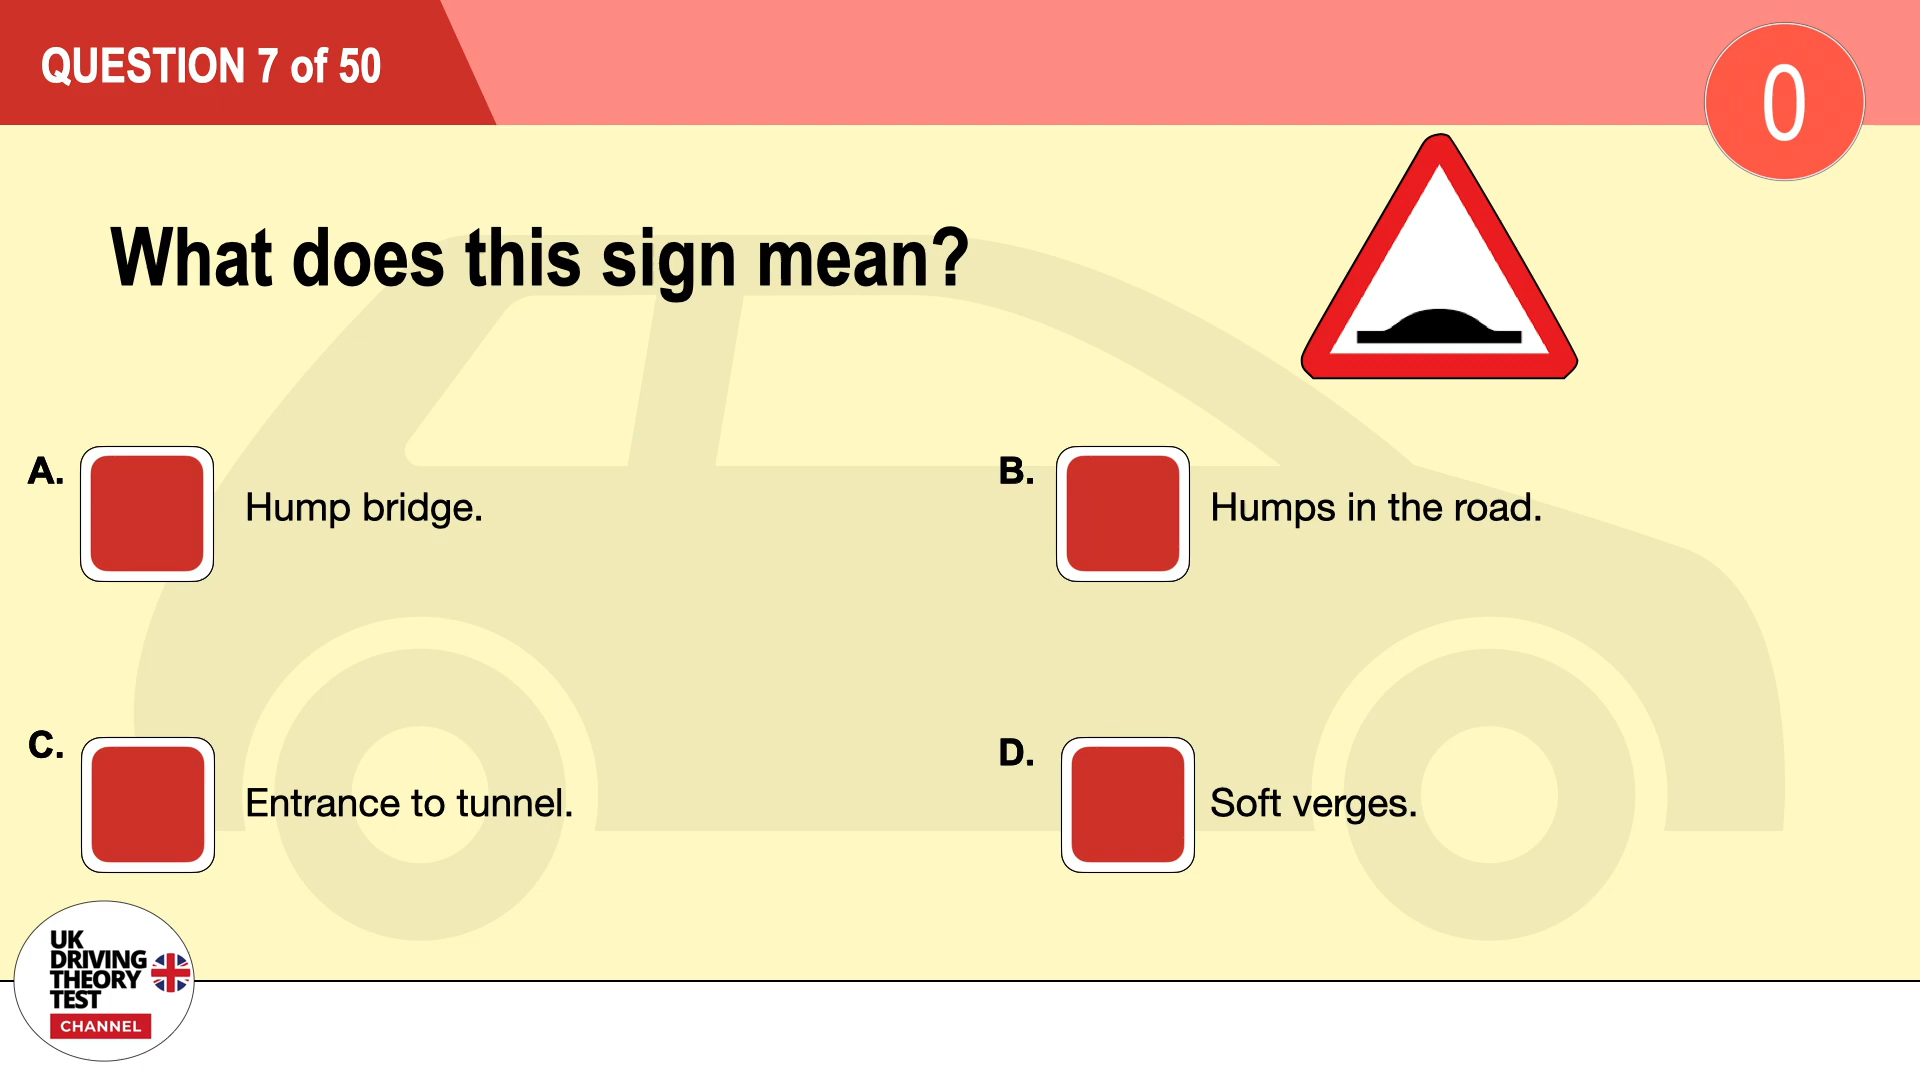 QUESTION 7 of 50
0
What does this sign mean?
A.
Hump bridge.
B.
Humps in the road.
C.
Entrance to tunnel.
D.
Soft verges.
UK
DRIVING
THEORY
TEST
CHANNEL